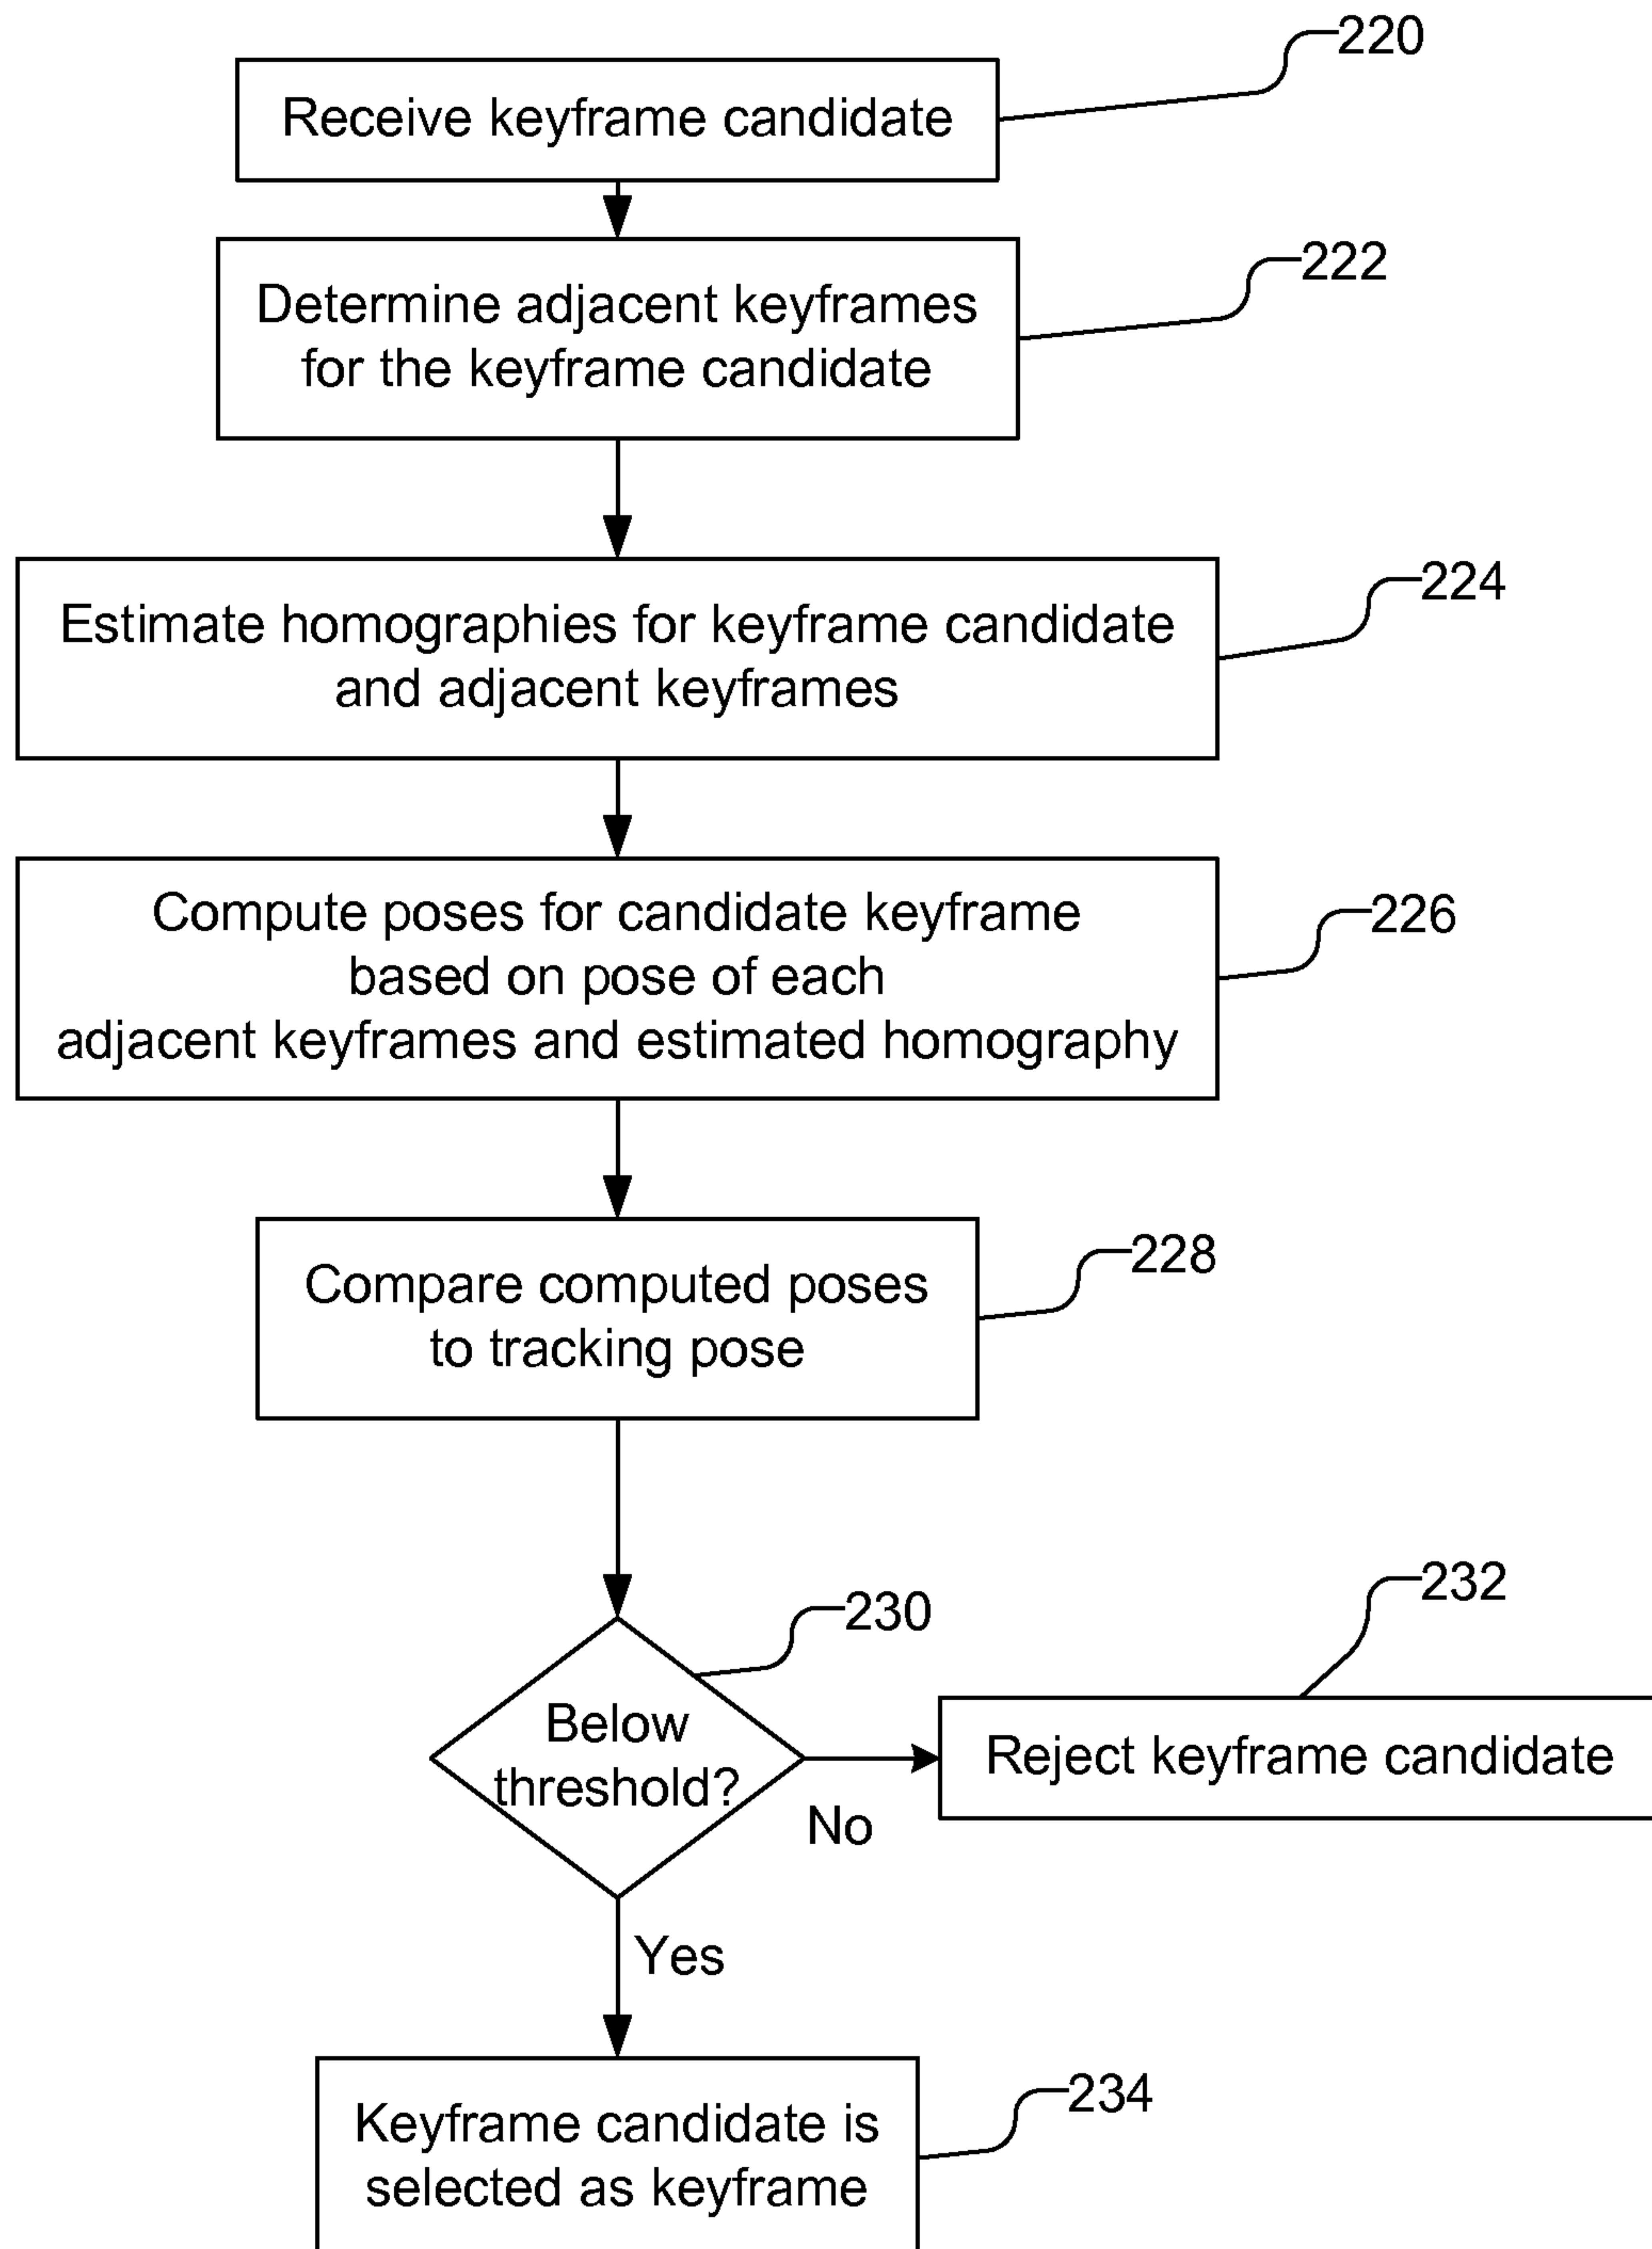 220
Receive keyframe candidate
222
Determine adjacent keyframes
for the keyframe candidate
224
Estimate homographies for keyframe candidate
and adjacent keyframes
226
Compute poses for candidate keyframe
based on pose of each
adjacent keyframes and estimated homography
228
Compare computed poses
to tracking pose
230
232
Below
threshold?
Reject keyframe candidate
No
Yes
234
Keyframe candidate is
selected as keyframe